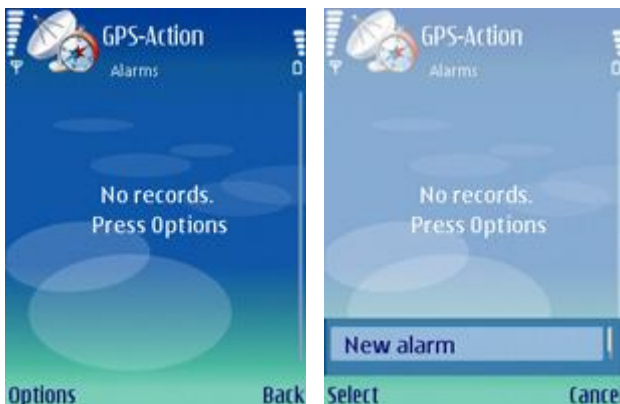 GPS-Action
Alarms
No records.
Press Options
Options Back
GPS-Action
Alarms
No records.
Press Options
New alarm
Select Cance